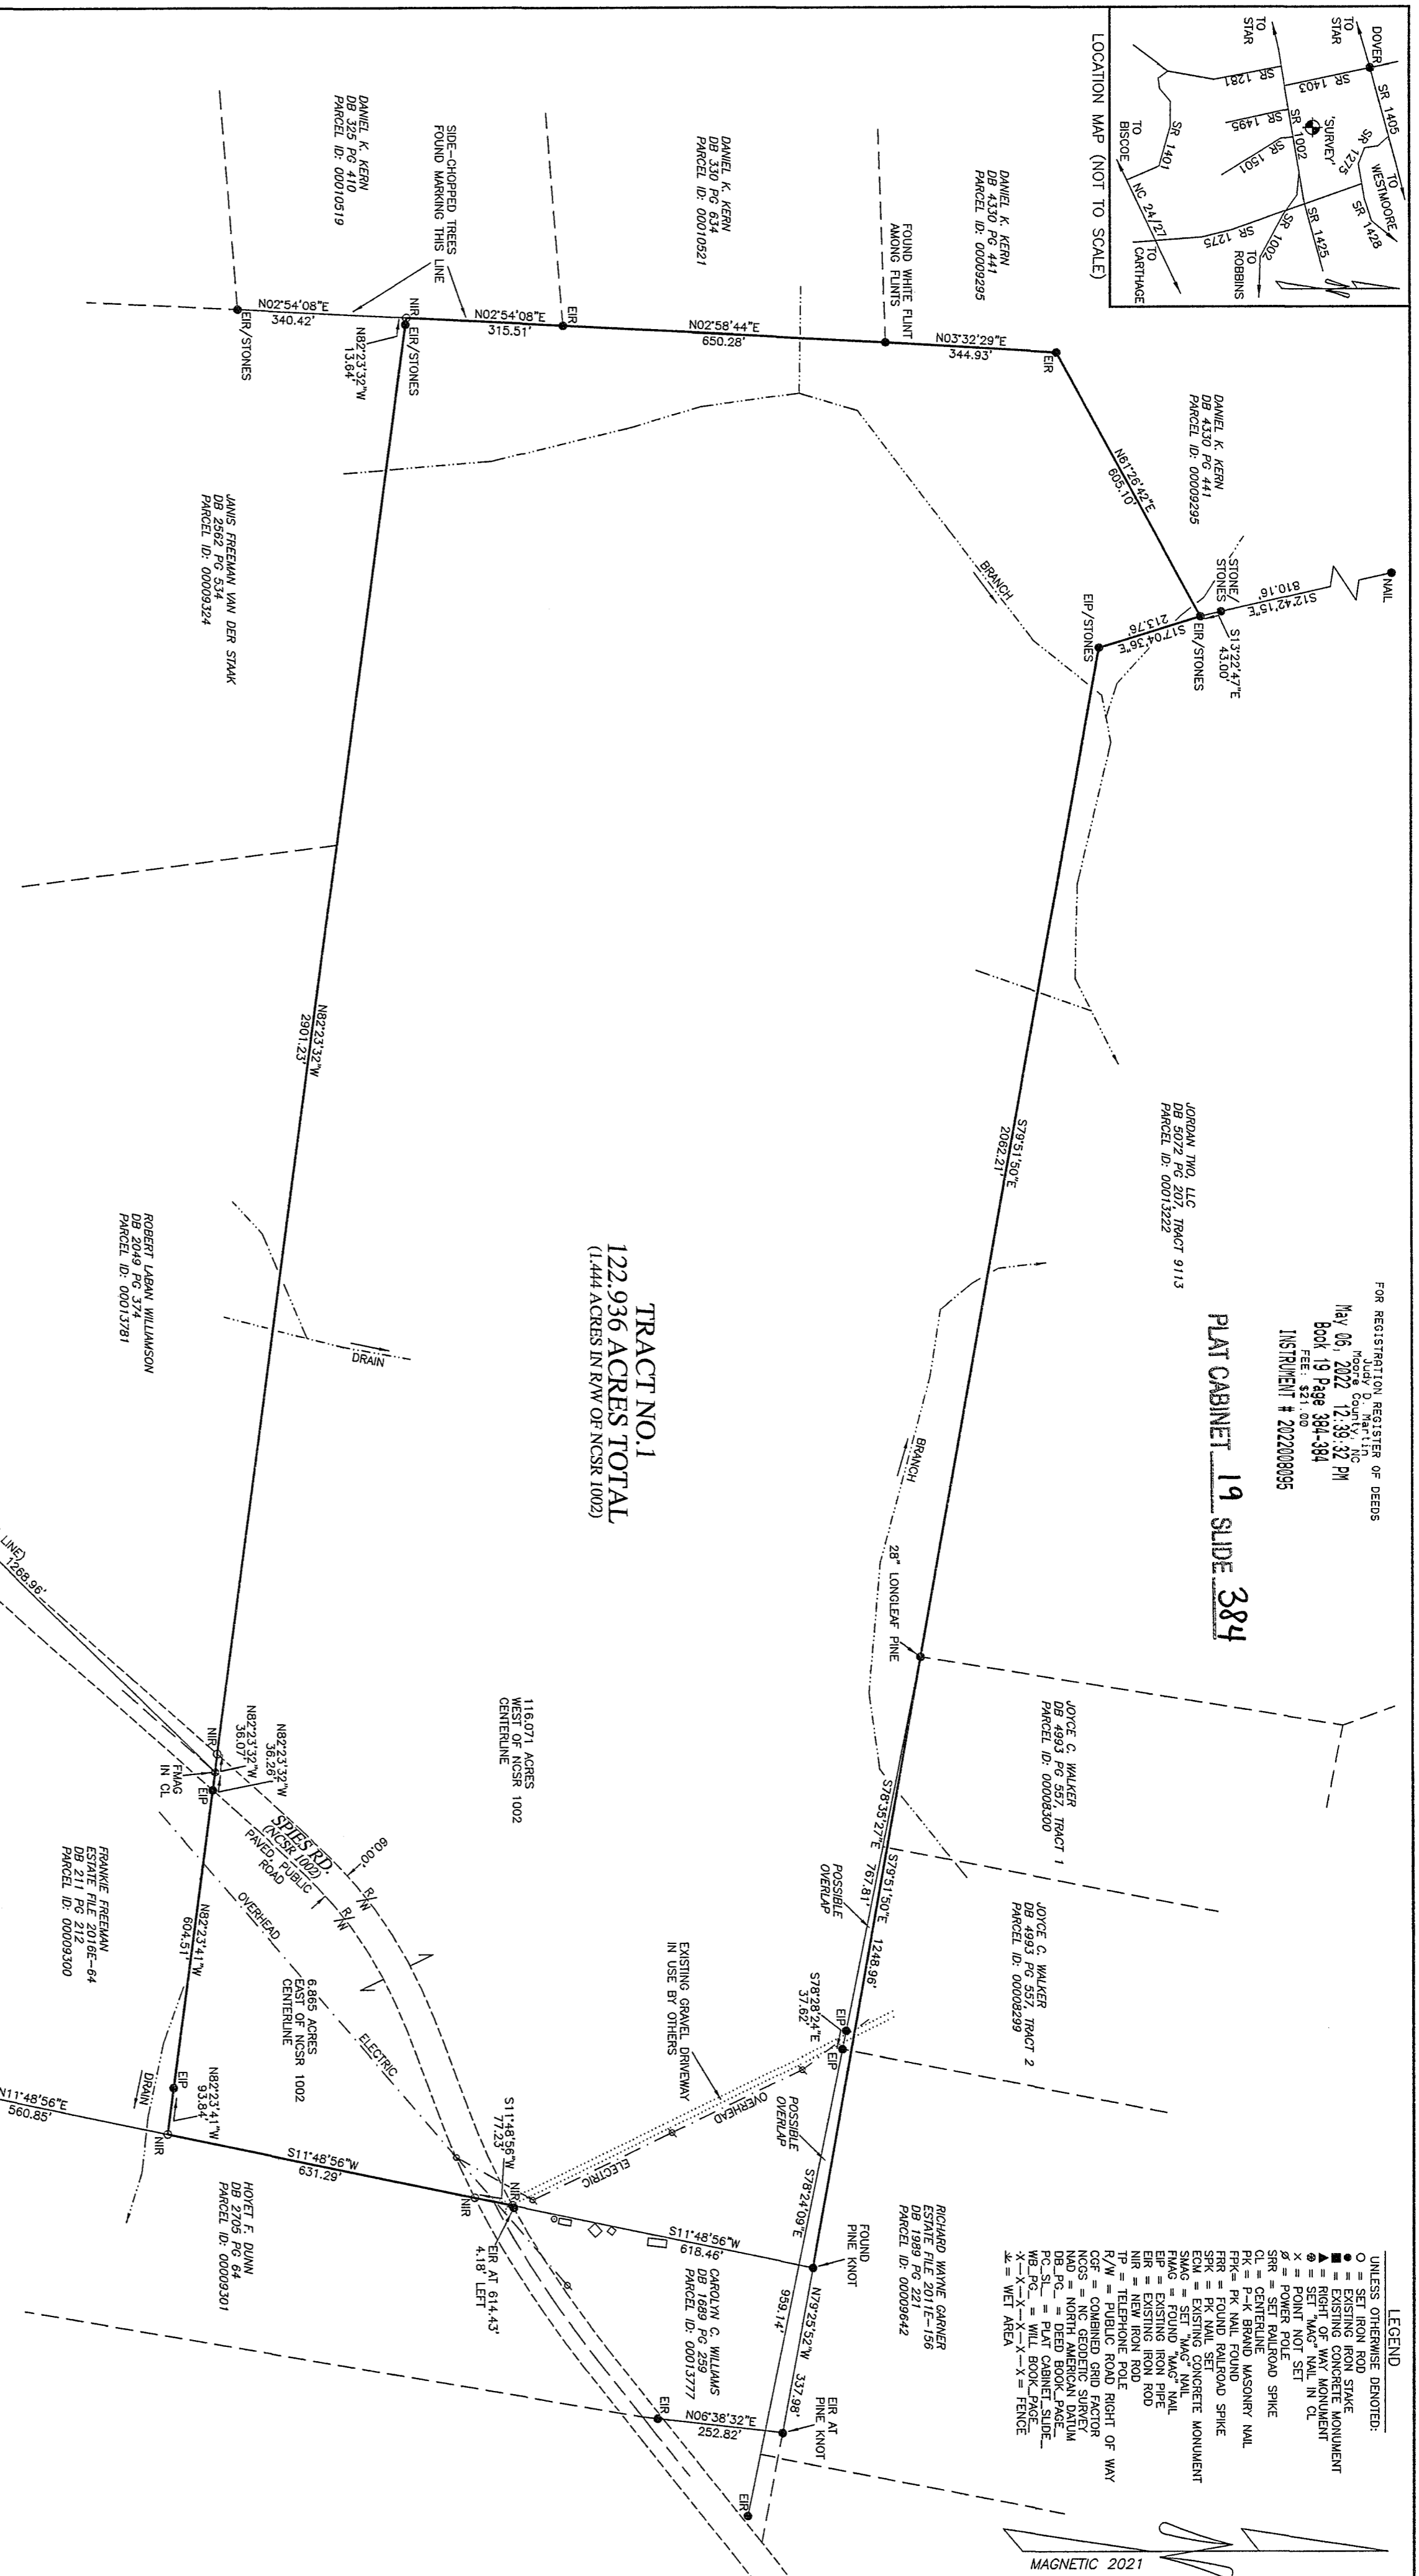 DOVER
TO
STAR
SR 1405
TO
WESTMOORE
SR 1275
SR 1428
SR 1403
'SURVEY'
TO
STAR
SR 1281
SR 1495
SR 1002
SR 1501
SR 1425
SR 1002
TO
ROBBINS
SR 1401
SR 1275
TO
BISCOE
NC 24/27
TO
CARTHAGE
LOCATION MAP (NOT TO SCALE)
FOR REGISTRATION REGISTER OF DEEDS
Judy D. Martin
Moore County, NC
May 06, 2022 12:39:32 PM
Book 19 Page 384-384
FEE: $21.00
INSTRUMENT # 2022008095
PLAT CABINET 19 SLIDE 384
LEGEND
UNLESS OTHERWISE DENOTED:
O = SET IRON ROD
● = EXISTING IRON STAKE
■ = EXISTING CONCRETE MONUMENT
▲ = RIGHT OF WAY MONUMENT
⊗ = SET "MAG" NAIL IN CL
X = POINT NOT SET
Ø = POWER POLE
SRR = SET RAILROAD SPIKE
CL = CENTERLINE
PK = P-K BRAND MASONRY NAIL
FPK= PK NAIL FOUND
FRR = FOUND RAILROAD SPIKE
SPK = PK NAIL SET
ECM = EXISTING CONCRETE MONUMENT
SMAG = SET "MAG" NAIL
FMAG = FOUND "MAG" NAIL
EIP = EXISTING IRON PIPE
EIR = EXISTING IRON ROD
NIR = NEW IRON ROD
TP = TELEPHONE POLE
R/W = PUBLIC ROAD RIGHT OF WAY
CGF = COMBINED GRID FACTOR
NCGS = NC GEODETIC SURVEY
NAD = NORTH AMERICAN DATUM
DB_PG_ = DEED BOOK_PAGE_
PC_SL_ = PLAT CABINET_SLIDE_
WB_PG_ = WILL BOOK_PAGE_
-X—X—X—X—X—X = FENCE
= WET AREA
MAGNETIC 2021
NAIL
S12°42'15"E
810.16'
STONE/
STONES
S13°22'47"E
43.00'
EIR/STONES
S17°04'36"E
213.76'
EIP/STONES
DANIEL K. KERN
DB 4330 PG 441
PARCEL ID: 00009295
N61°26'42"E
605.10'
EIR
DANIEL K. KERN
DB 4330 PG 441
PARCEL ID: 00009295
N03°32'29"E
344.93'
FOUND WHITE FLINT
AMONG FLINTS
BRANCH
DANIEL K. KERN
DB 330 PG 634
PARCEL ID: 00010521
N02°58'44"E
650.28'
EIR
SIDE-CHOPPED TREES
FOUND MARKING THIS LINE
N02°54'08"E
315.51'
NIR
EIR/STONES
N82°23'32"W
13.64'
DANIEL K. KERN
DB 325 PG 410
PARCEL ID: 00010519
N02°54'08"E
340.42'
EIR/STONES
JORDAN TWO, LLC
DB 5072 PG 207, TRACT 9113
PARCEL ID: 00013222
S79°51'50"E
2062.21'
BRANCH
28" LONGLEAF PINE
JOYCE C. WALKER
DB 4993 PG 557, TRACT 1
PARCEL ID: 00008300
JOYCE C. WALKER
DB 4993 PG 557, TRACT 2
PARCEL ID: 00008299
S79°51'50"E 1248.96'
S78°35'27"E 767.81'
POSSIBLE
OVERLAP
S78°28'24"E
37.62'
EIP
EIP
POSSIBLE
OVERLAP
S78°24'09"E 959.14'
RICHARD WAYNE GARNER
ESTATE FILE 2011E-156
DB 1989 PG 221
PARCEL ID: 00009642
FOUND
PINE KNOT
N79°25'52"W 337.98'
EIR AT
PINE KNOT
N06°38'32"E
252.82'
EIR
EIR
TRACT NO.1
122.936 ACRES TOTAL
(1.444 ACRES IN R/W OF NCSR 1002)
116.071 ACRES
WEST OF NCSR 1002
CENTERLINE
EXISTING GRAVEL DRIVEWAY
IN USE BY OTHERS
OVERHEAD
ELECTRIC
S11°48'56"W
618.46'
CAROLYN C. WILLIAMS
DB 1689 PG 259
PARCEL ID: 00013777
S11°48'56"W
77.23'
NIR
NIR
EIR AT 614.43'
4.18' LEFT
60.00'
R/W
R/W
SPIES RD.
(NCSR 1002)
PAVED, PUBLIC
ROAD
OVERHEAD
ELECTRIC
6.865 ACRES
EAST OF NCSR 1002
CENTERLINE
S11°48'56"W
631.29'
HOYET F. DUNN
DB 2705 PG 64
PARCEL ID: 00009301
JANIS FREEMAN VAN DER STAAK
DB 2562 PG 534
PARCEL ID: 00009324
N82°23'32"W
2901.23'
DRAIN
ROBERT LABAN WILLIAMSON
DB 2049 PG 374
PARCEL ID: 00013781
N82°23'32"W
36.26'
N82°23'32"W
36.07'
NIR
FMAG
IN CL
EIP
LINE)
1268.96'
N82°23'41"W
604.51'
FRANKIE FREEMAN
ESTATE FILE 2016E-64
DB 211 PG 212
PARCEL ID: 00009300
EIP
N82°23'41"W
93.84'
DRAIN
NIR
N11°48'56"E
560.85'